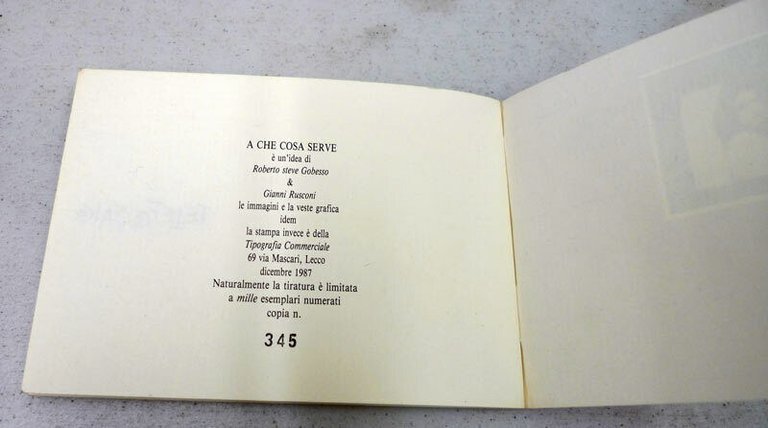 A CHE COSA SERVE
è un'idea di
Roberto steve Gobesso
&
Gianni Rusconi
le immagini e la veste grafica
idem
la stampa invece è della
Tipografia Commerciale
69 via Mascari, Lecco
dicembre 1987
Naturalmente la tiratura è limitata
a mille esemplari numerati
copia n.
345